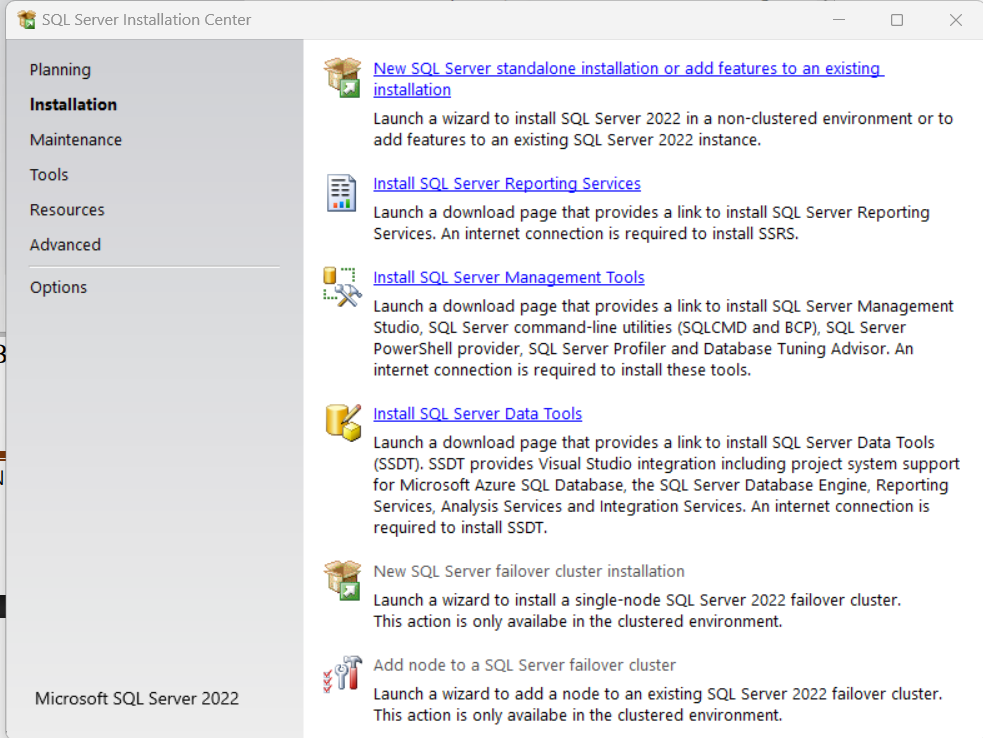 SQL Server Installation Center
Planning
Installation
Maintenance
Tools
Resources
Advanced
Options
Microsoft SQL Server 2022
New SQL Server standalone installation or add features to an existing
installation
Launch a wizard to install SQL Server 2022 in a non-clustered environment or to
add features to an existing SQL Server 2022 instance.
Install SQL Server Reporting Services
Launch a download page that provides a link to install SQL Server Reporting
Services. An internet connection is required to install SSRS.
Install SQL Server Management Tools
Launch a download page that provides a link to install SQL Server Management
Studio, SQL Server command-line utilities (SQLCMD and BCP), SQL Server
PowerShell provider, SQL Server Profiler and Database Tuning Advisor. An
internet connection is required to install these tools.
Install SQL Server Data Tools
Launch a download page that provides a link to install SQL Server Data Tools
(SSDT). SSDT provides Visual Studio integration including project system support
for Microsoft Azure SQL Database, the SQL Server Database Engine, Reporting
Services, Analysis Services and Integration Services. An internet connection is
required to install SSDT.
New SQL Server failover cluster installation
Launch a wizard to install a single-node SQL Server 2022 failover cluster.
This action is only availabe in the clustered environment.
Add node to a SQL Server failover cluster
Launch a wizard to add a node to an existing SQL Server 2022 failover cluster.
This action is only availabe in the clustered environment.